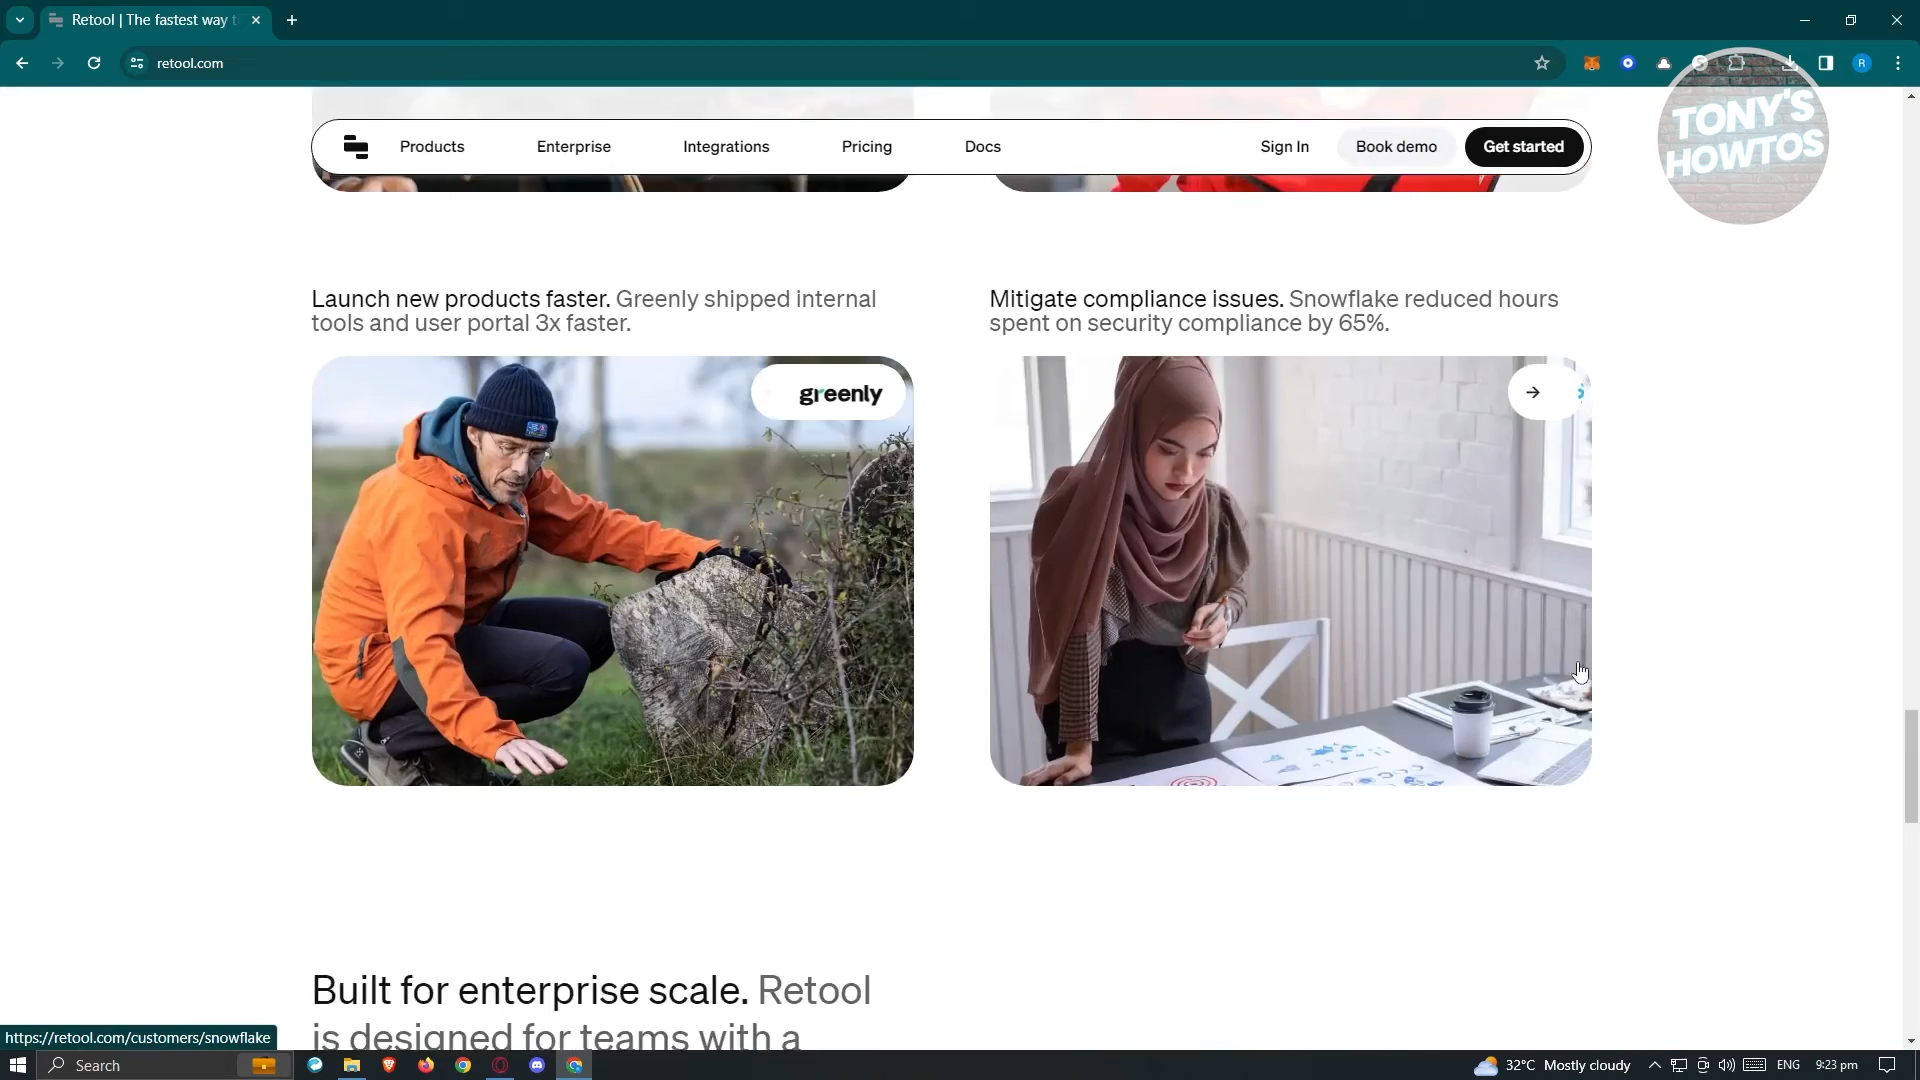 Retool | The fastest way t
retool.com
TONY'S
HOWTOS
Products Enterprise Integrations Pricing Docs Sign In Book demo Get started
Launch new products faster. Greenly shipped internal
tools and user portal 3x faster.
Mitigate compliance issues. Snowflake reduced hours
spent on security compliance by 65%.
greenly
Built for enterprise scale. Retool
is designed for teams with a
https://retool.com/customers/snowflake
Search
32°C Mostly cloudy
ENG
9:23 pm
R